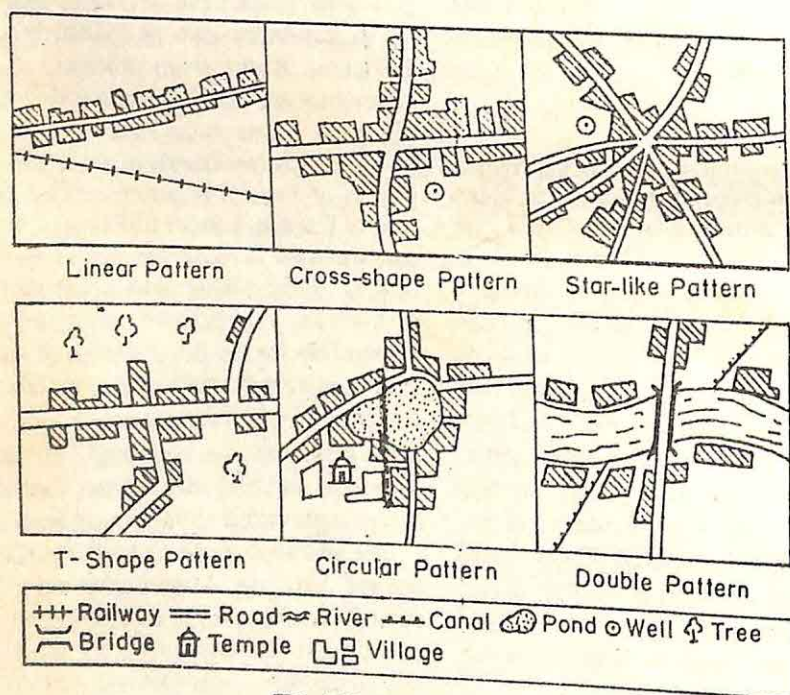 Linear Pattern
Cross-shape Ppttern
Star-like Pattern
T- Shape Pattern
Circular Pattern
Double Pattern
Railway Road River Canal Pond Well Tree
Bridge Temple Village